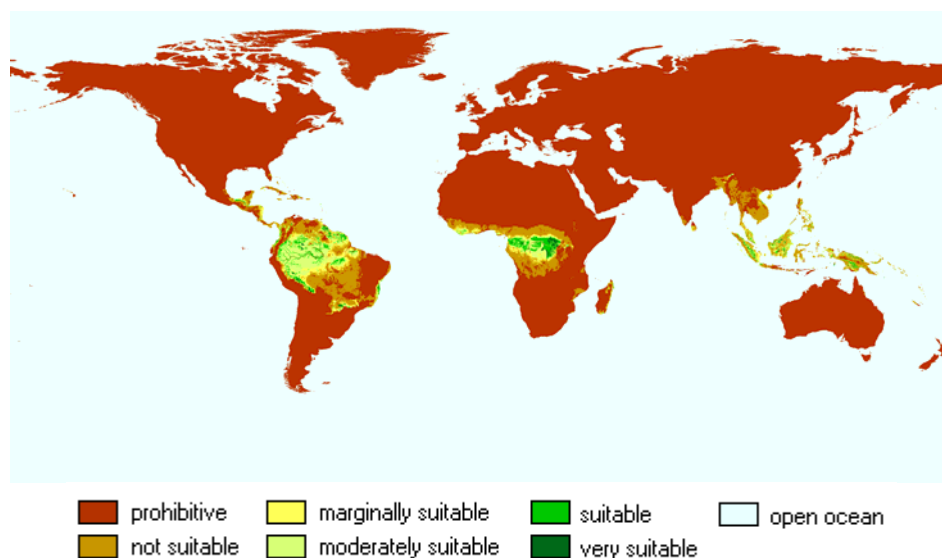 prohibitive marginally suitable suitable open ocean
not suitable moderately suitable very suitable